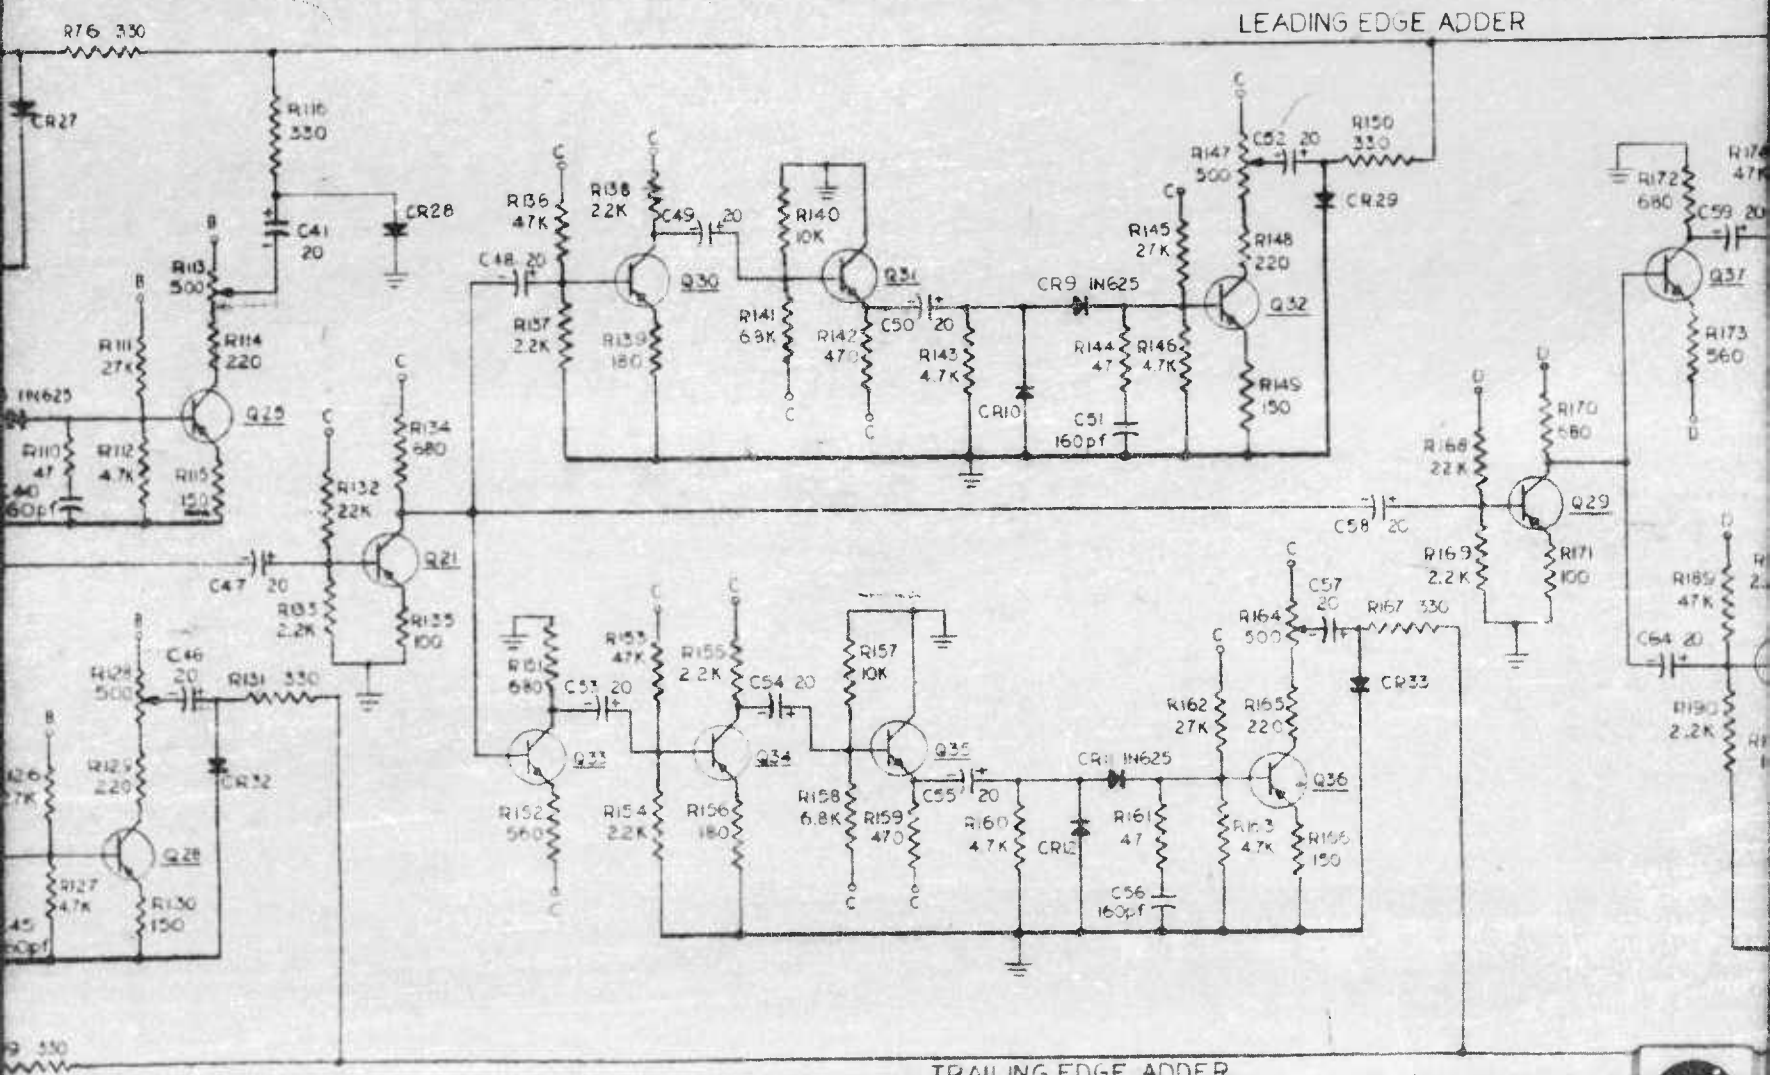 LEADING EDGE ADDER
R76 330
CR27
R116
330
C41
20
CR28
B
R113
500
R114
220
B
R111
27K
IN625
Q25
R110
47
R112
4.7K
R115
150
60pf
C
R132
22K
C
R134
680
Q21
C47 20
R133
2.2K
R135
100
B
R128
500
C46
20
R131 330
R129
220
CR32
B
Q28
R127
4.7K
R130
150
330
C
R136
47K
C
R138
22K
C49 20
C48 20
R137
2.2K
Q30
R139
180
R140
10K
Q31
R141
6.8K
R142
470
C
C
C50 20
R143
4.7K
CR9 IN625
CR10
R144
47
R146
4.7K
C51
160pf
C
R145
27K
C
R147
500
C52 20
R150
330
CR29
R148
220
Q32
R149
150
R151
680
C53 20
Q33
R152
560
C
C
R153
47K
C
R155
2.2K
C54 20
Q34
R154
2.2K
R156
180
R157
10K
Q35
R158
6.8K
R159
470
C
C
C55 20
R160
4.7K
CR11 IN625
CR12
R161
47
C56
160pf
C
R162
27K
C
R164
500
C57
20
R167 330
CR33
R165
220
Q36
R163
4.7K
R166
150
C58 20
D
R168
22K
D
R170
680
Q29
R169
2.2K
R171
100
R172
680
R174
47K
C59 20
Q37
R173
560
D
D
R189
47K
C64 20
R190
2.2K
TRAILING EDGE ADDER